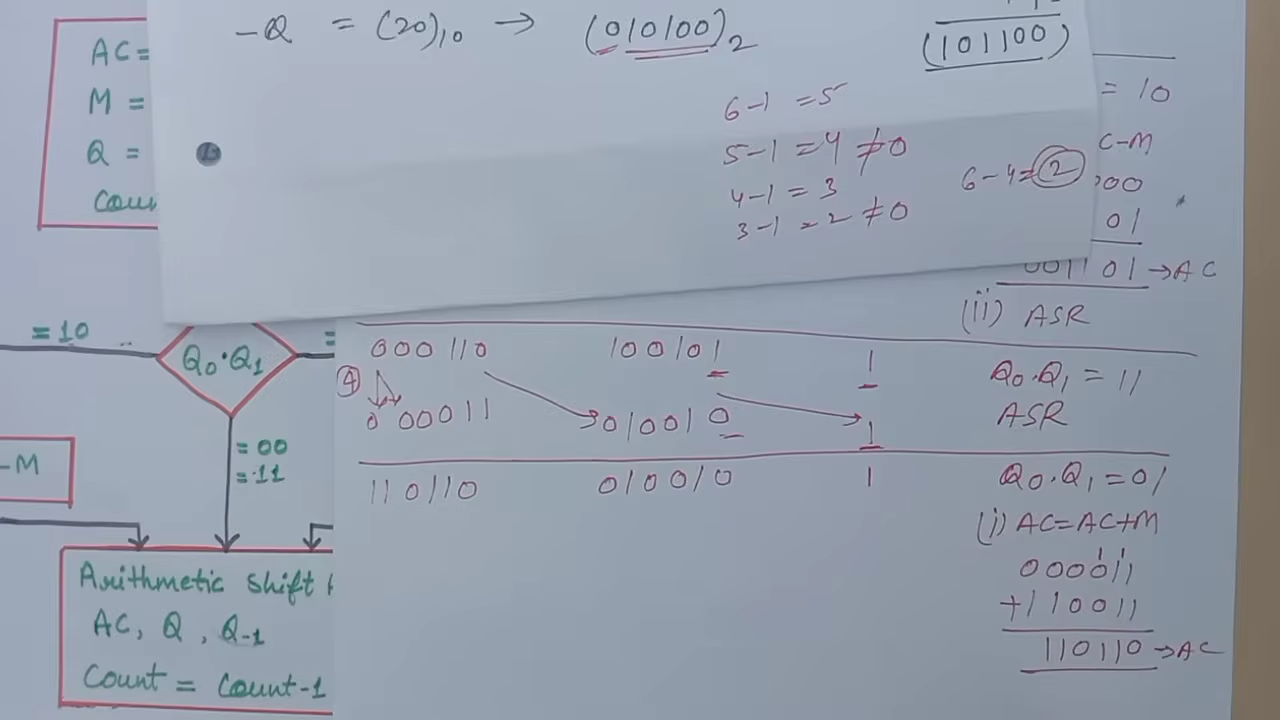 -Q = (20)10 → (010100)2
(101100)
6-1 =5
5-1 =4 ≠0
4-1 = 3
3-1 = 2 ≠0
6-4=2
AC=
M =
Q =
= 10
C-M
00
01
001101→AC
(ii) ASR
= 10
Q0·Q1
= 00
= 11
-M
Arithmetic shift
AC, Q, Q-1
Count = Count-1
000110 100101 1 Q0.Q1 = 11
4
000011 010010 1 ASR
110110 010010 1 Q0.Q1 = 01
(i) AC=AC+M
11
000011
+110011
110110→AC